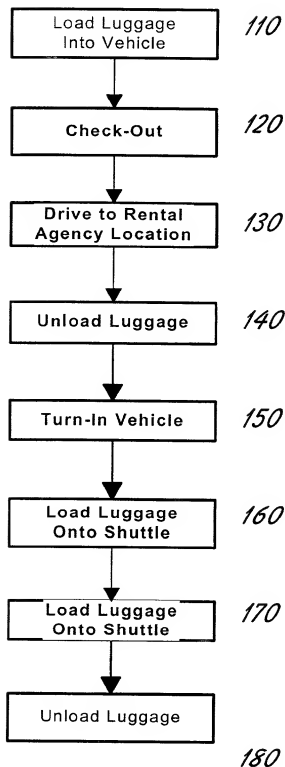 Load Luggage
Into Vehicle
110
Check-Out
120
Drive to Rental
Agency Location
130
Unload Luggage
140
Turn-In Vehicle
150
Load Luggage
Onto Shuttle
160
Load Luggage
Onto Shuttle
170
Unload Luggage
180